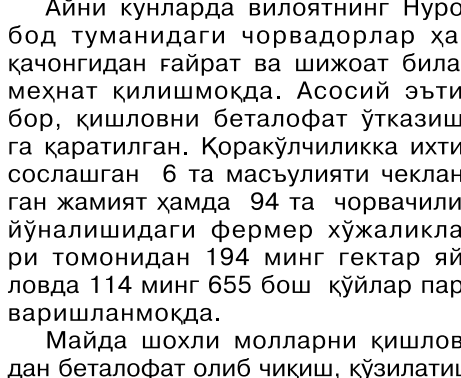 Айни кунларда вилоятнинг Нуро
бод туманидаги чорвадорлар ҳа
қачонгидан ғайрат ва шижоат била
меҳнат қилишмоқда. Асосий эъти
бор, қишловни беталофат ўтказиш
га қаратилган. Қоракўлчиликка ихти
сослашган 6 та масъулияти чеклан
ган жамият ҳамда 94 та чорвачили
йўналишидаги фермер хўжаликла
ри томонидан 194 минг гектар яй
ловда 114 минг 655 бош қўйлар пар
варишланмоқда.
Майда шохли молларни қишлов
дан беталофат олиб чиқиш, қўзилатиш